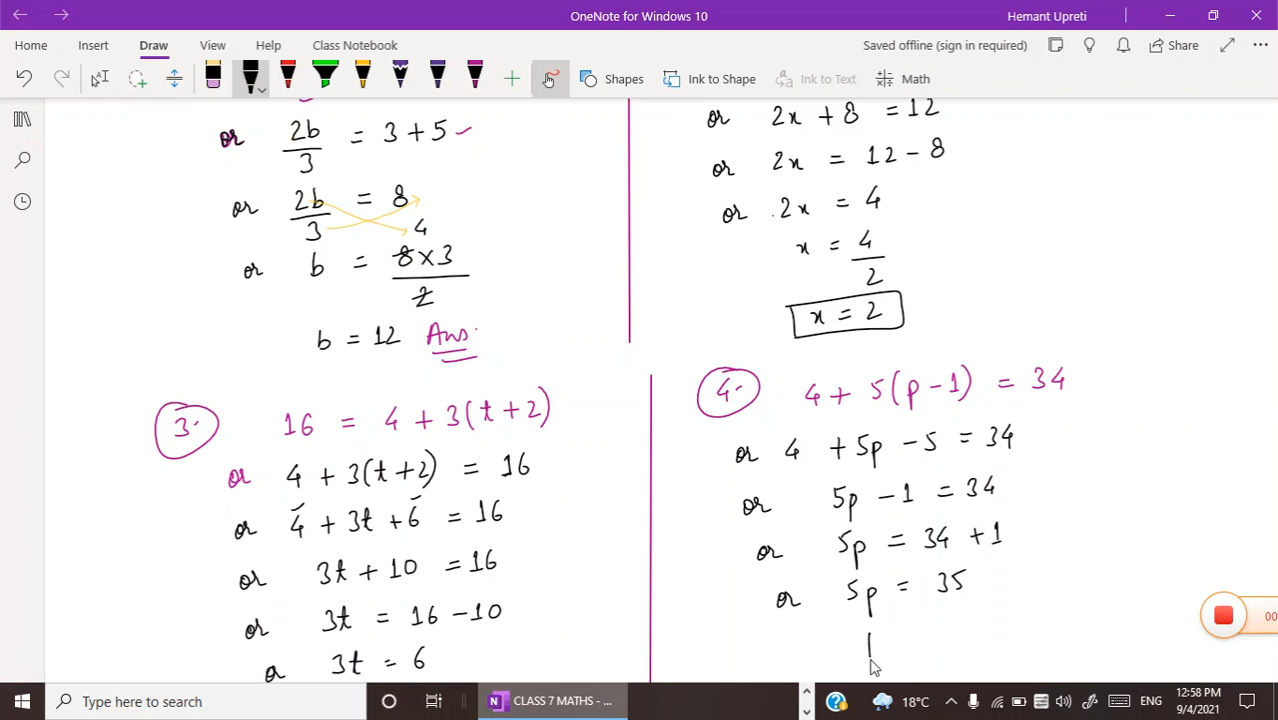 OneNote for Windows 10
Hemant Upreti
Home Insert Draw View Help Class Notebook
Saved offline (sign in required) Share
Shapes Ink to Shape Ink to Text Math
or 2b/3 = 3 + 5
or 2b/3 = 8
4
or b = 8 × 3 / 2
b = 12 Ans.
or 2x + 8 = 12
or 2x = 12 - 8
or 2x = 4
x = 4/2
x = 2
3. 16 = 4 + 3(t + 2)
or 4 + 3(t + 2) = 16
or 4 + 3t + 6 = 16
or 3t + 10 = 16
or 3t = 16 - 10
or 3t = 6
4. 4 + 5(p - 1) = 34
or 4 + 5p - 5 = 34
or 5p - 1 = 34
or 5p = 34 + 1
or 5p = 35
00
Type here to search
CLASS 7 MATHS - ...
18°C
ENG
12:58 PM
9/4/2021